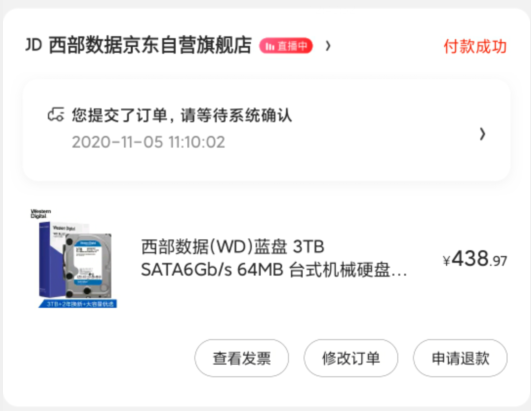 JD 西部数据京东自营旗舰店 直播中
付款成功
您提交了订单，请等待系统确认
2020-11-05 11:10:02
Western Digital
西部数据(WD)蓝盘 3TB
SATA6Gb/s 64MB 台式机械硬盘...
¥438.97
查看发票
修改订单
申请退款